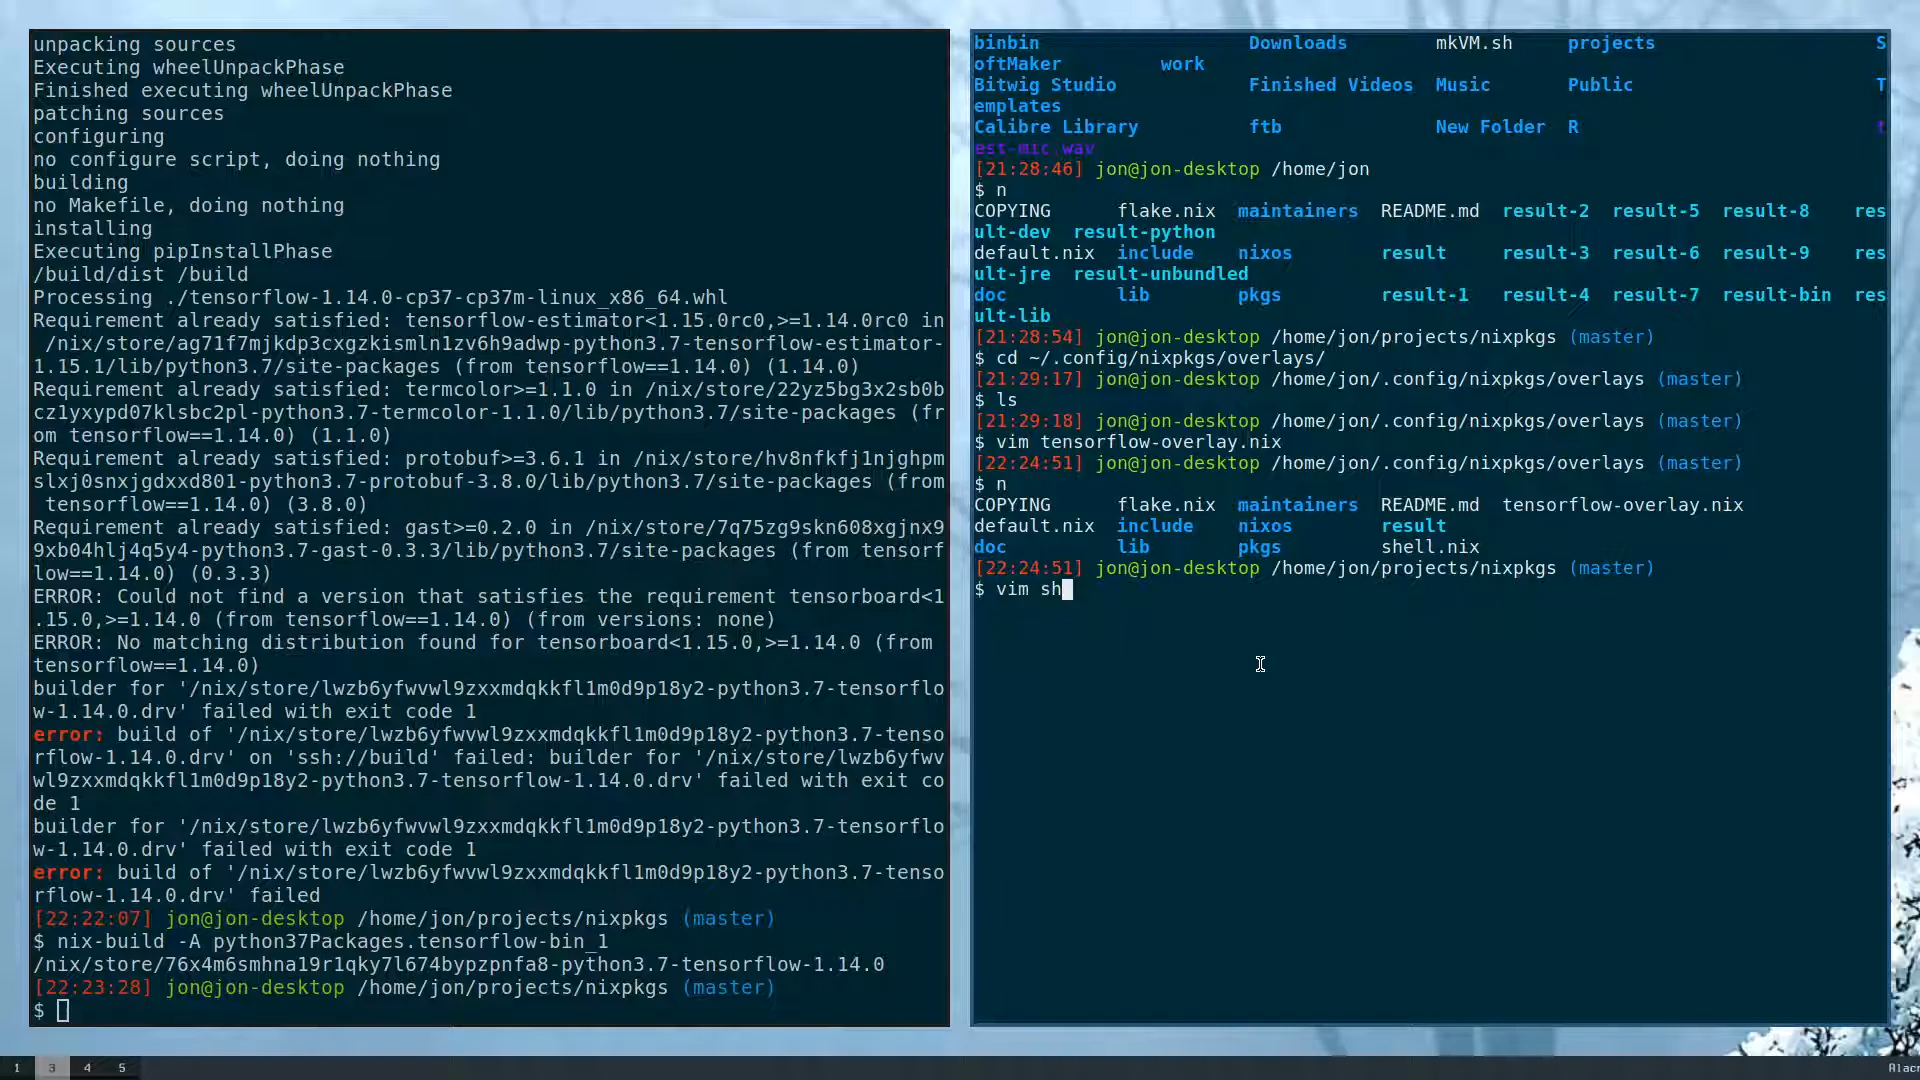 unpacking sources
Executing wheelUnpackPhase
Finished executing wheelUnpackPhase
patching sources
configuring
no configure script, doing nothing
building
no Makefile, doing nothing
installing
Executing pipInstallPhase
/build/dist /build
Processing ./tensorflow-1.14.0-cp37-cp37m-linux_x86_64.whl
Requirement already satisfied: tensorflow-estimator<1.15.0rc0,>=1.14.0rc0 in
/nix/store/ag71f7mjkdp3cxgzkismln1zv6h9adwp-python3.7-tensorflow-estimator-
1.15.1/lib/python3.7/site-packages (from tensorflow==1.14.0) (1.14.0)
Requirement already satisfied: termcolor>=1.1.0 in /nix/store/22yz5bg3x2sb0b
cz1yxypd07klsbc2pl-python3.7-termcolor-1.1.0/lib/python3.7/site-packages (fr
om tensorflow==1.14.0) (1.1.0)
Requirement already satisfied: protobuf>=3.6.1 in /nix/store/hv8nfkfj1njghpm
slxj0snxjgdxxd801-python3.7-protobuf-3.8.0/lib/python3.7/site-packages (from
tensorflow==1.14.0) (3.8.0)
Requirement already satisfied: gast>=0.2.0 in /nix/store/7q75zg9skn608xgjnx9
9xb04hlj4q5y4-python3.7-gast-0.3.3/lib/python3.7/site-packages (from tensorf
low==1.14.0) (0.3.3)
ERROR: Could not find a version that satisfies the requirement tensorboard<1
.15.0,>=1.14.0 (from tensorflow==1.14.0) (from versions: none)
ERROR: No matching distribution found for tensorboard<1.15.0,>=1.14.0 (from
tensorflow==1.14.0)
builder for '/nix/store/lwzb6yfwvwl9zxxmdqkkfl1m0d9p18y2-python3.7-tensorflo
w-1.14.0.drv' failed with exit code 1
error: build of '/nix/store/lwzb6yfwvwl9zxxmdqkkfl1m0d9p18y2-python3.7-tenso
rflow-1.14.0.drv' on 'ssh://build' failed: builder for '/nix/store/lwzb6yfwv
wl9zxxmdqkkfl1m0d9p18y2-python3.7-tensorflow-1.14.0.drv' failed with exit co
de 1
builder for '/nix/store/lwzb6yfwvwl9zxxmdqkkfl1m0d9p18y2-python3.7-tensorflo
w-1.14.0.drv' failed with exit code 1
error: build of '/nix/store/lwzb6yfwvwl9zxxmdqkkfl1m0d9p18y2-python3.7-tenso
rflow-1.14.0.drv' failed
[22:22:07] jon@jon-desktop /home/jon/projects/nixpkgs (master)
$ nix-build -A python37Packages.tensorflow-bin_1
/nix/store/76x4m6smhna19r1qky7l674bypzpnfa8-python3.7-tensorflow-1.14.0
[22:23:28] jon@jon-desktop /home/jon/projects/nixpkgs (master)
$
binbin Downloads mkVM.sh projects S
oftMaker work
Bitwig Studio Finished Videos Music Public T
emplates
Calibre Library ftb New Folder R t
est-mic.wav
[21:28:46] jon@jon-desktop /home/jon
$ n
COPYING flake.nix maintainers README.md result-2 result-5 result-8 res
ult-dev result-python
default.nix include nixos result result-3 result-6 result-9 res
ult-jre result-unbundled
doc lib pkgs result-1 result-4 result-7 result-bin res
ult-lib
[21:28:54] jon@jon-desktop /home/jon/projects/nixpkgs (master)
$ cd ~/.config/nixpkgs/overlays/
[21:29:17] jon@jon-desktop /home/jon/.config/nixpkgs/overlays (master)
$ ls
[21:29:18] jon@jon-desktop /home/jon/.config/nixpkgs/overlays (master)
$ vim tensorflow-overlay.nix
[22:24:51] jon@jon-desktop /home/jon/.config/nixpkgs/overlays (master)
$ n
COPYING flake.nix maintainers README.md tensorflow-overlay.nix
default.nix include nixos result
doc lib pkgs shell.nix
[22:24:51] jon@jon-desktop /home/jon/projects/nixpkgs (master)
$ vim sh
1 3 4 5
Alacr